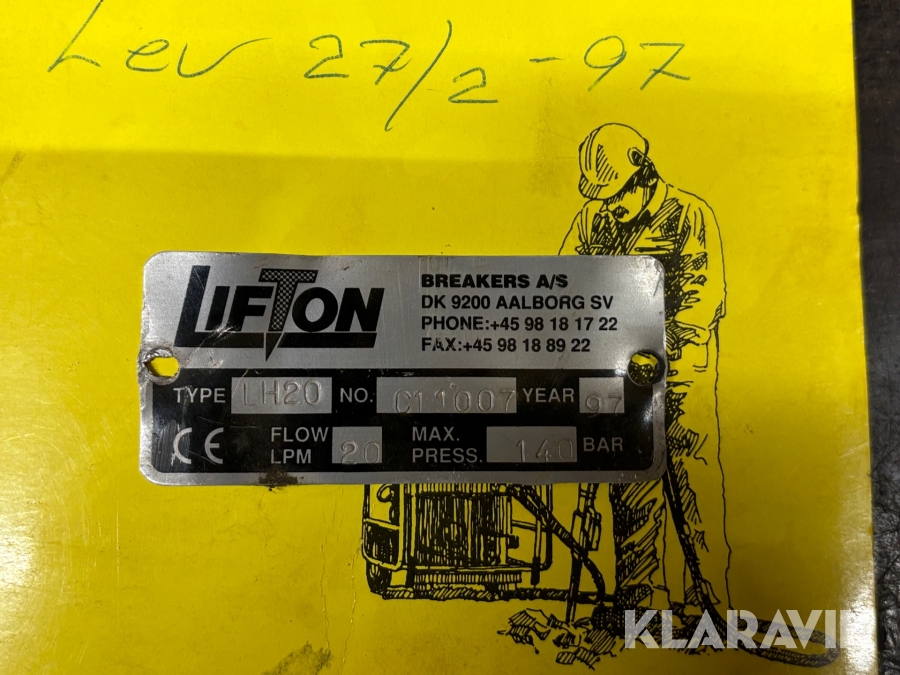 Lev 27/2-97
LIFTON
BREAKERS A/S
DK 9200 AALBORG SV
PHONE:+45 98 18 17 22
FAX:+45 98 18 89 22
TYPE LH20 NO. C11007 YEAR 97
CE FLOW LPM 20 MAX. PRESS. 140 BAR
KLARAVIK